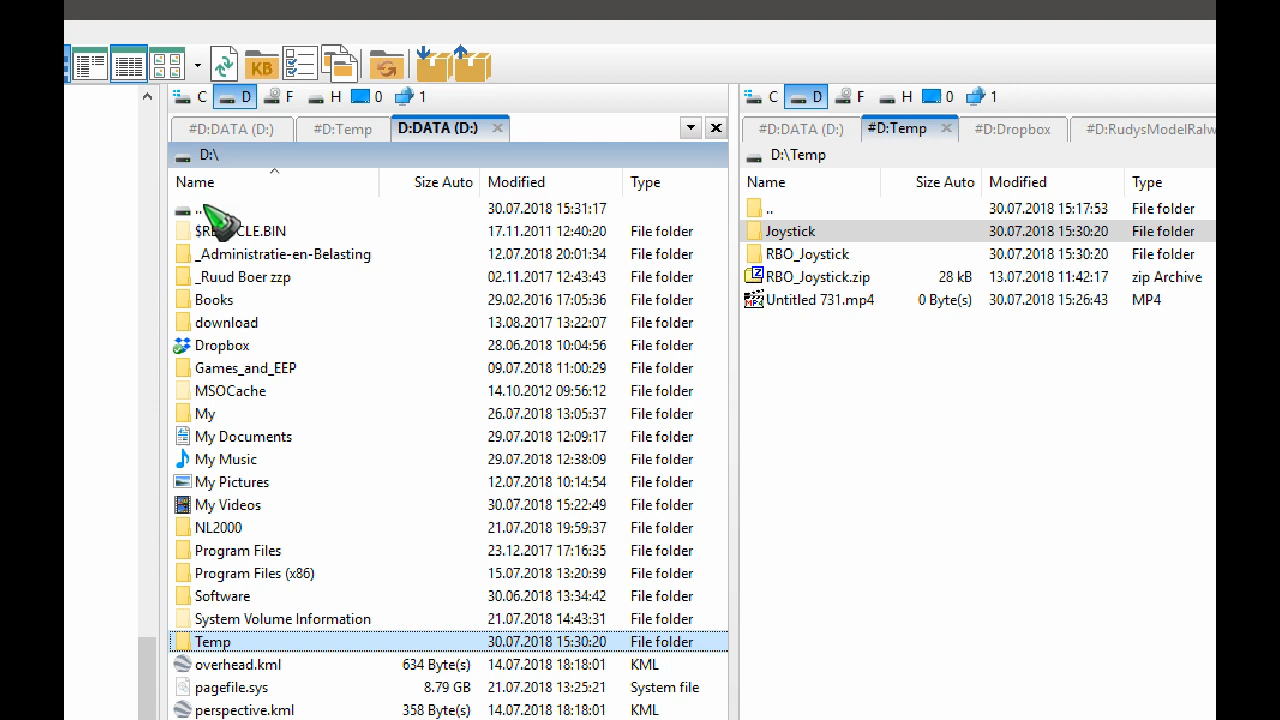 KB
C D F H 0 1
C D F H 0 1
#D:DATA (D:) #D:Temp D:DATA (D:)
#D:DATA (D:) #D:Temp #D:Dropbox #D:RudysModelRalw
D:\
D:\Temp
Name Size Auto Modified Type
.. 30.07.2018 15:31:17
17.11.2011 12:40:20 File folder
_Administratie-en-Belasting 12.07.2018 20:01:34 File folder
_Ruud Boer zzp 02.11.2017 12:43:43 File folder
Books 29.02.2016 17:05:36 File folder
download 13.08.2017 13:22:07 File folder
Dropbox 28.06.2018 10:04:56 File folder
Games_and_EEP 09.07.2018 11:00:29 File folder
MSOCache 14.10.2012 09:56:12 File folder
My 26.07.2018 13:05:37 File folder
My Documents 29.07.2018 12:09:17 File folder
My Music 29.07.2018 12:38:09 File folder
My Pictures 12.07.2018 10:14:54 File folder
My Videos 30.07.2018 15:22:49 File folder
NL2000 21.07.2018 19:59:37 File folder
Program Files 23.12.2017 17:16:35 File folder
Program Files (x86) 15.07.2018 13:20:39 File folder
Software 30.06.2018 13:34:42 File folder
System Volume Information 21.07.2018 14:43:31 File folder
Temp 30.07.2018 15:30:20 File folder
overhead.kml 634 Byte(s) 14.07.2018 18:18:01 KML
pagefile.sys 8.79 GB 21.07.2018 13:25:21 System file
perspective.kml 358 Byte(s) 14.07.2018 18:18:01 KML
Name Size Auto Modified Type
.. 30.07.2018 15:17:53 File folder
Joystick 30.07.2018 15:30:20 File folder
RBO_Joystick 30.07.2018 15:30:20 File folder
RBO_Joystick.zip 28 kB 13.07.2018 11:42:17 zip Archive
Untitled 731.mp4 0 Byte(s) 30.07.2018 15:26:43 MP4